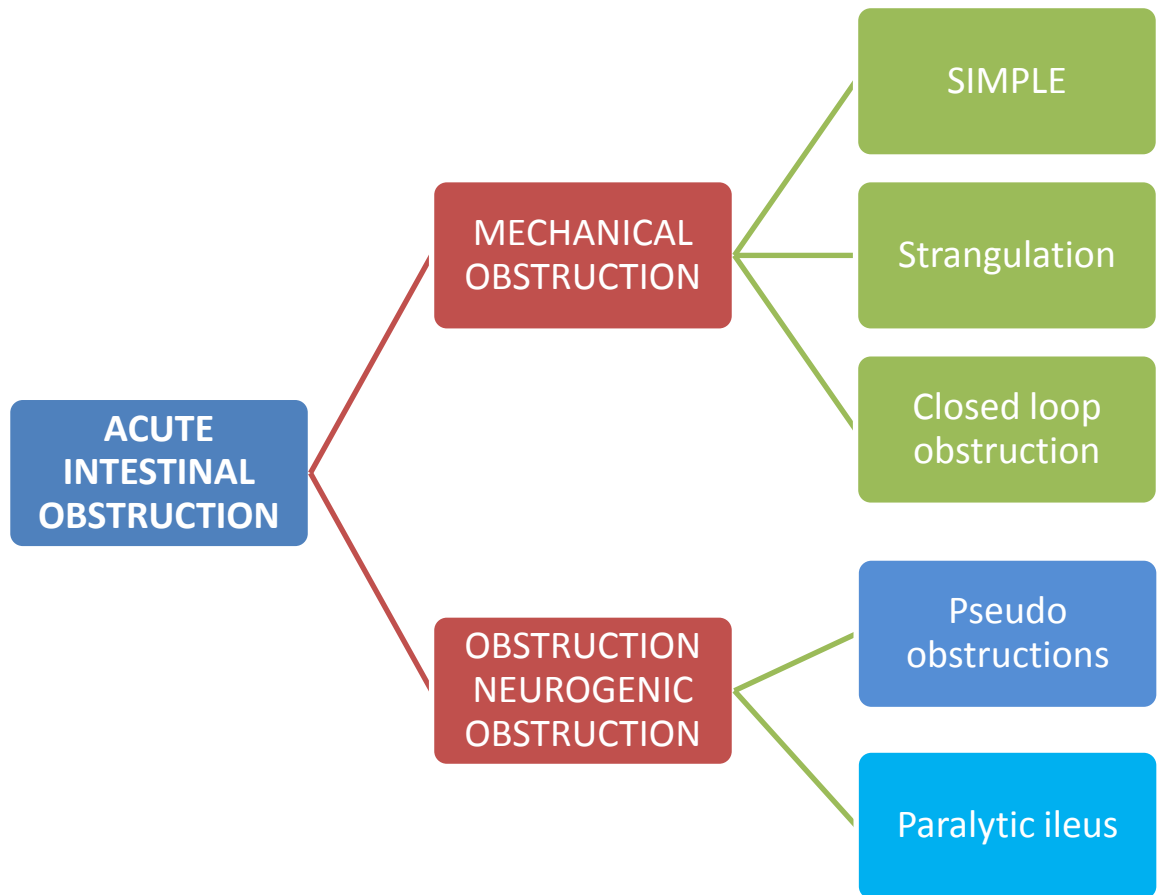 ACUTE
INTESTINAL
OBSTRUCTION
MECHANICAL
OBSTRUCTION
SIMPLE
Strangulation
Closed loop
obstruction
OBSTRUCTION
NEUROGENIC
OBSTRUCTION
Pseudo
obstructions
Paralytic ileus